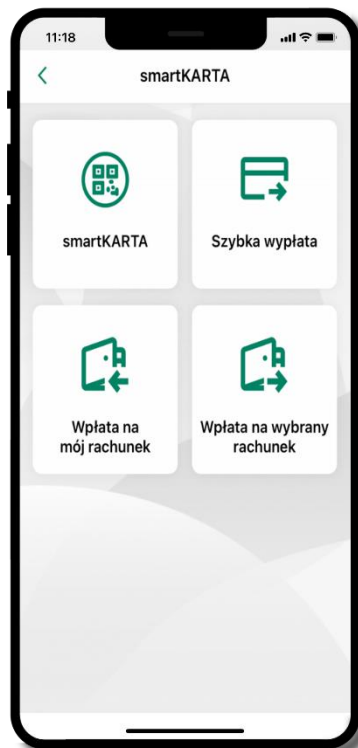 11:18
smartKARTA
smartKARTA
Szybka wypłata
Wpłata na
mój rachunek
Wpłata na wybrany
rachunek